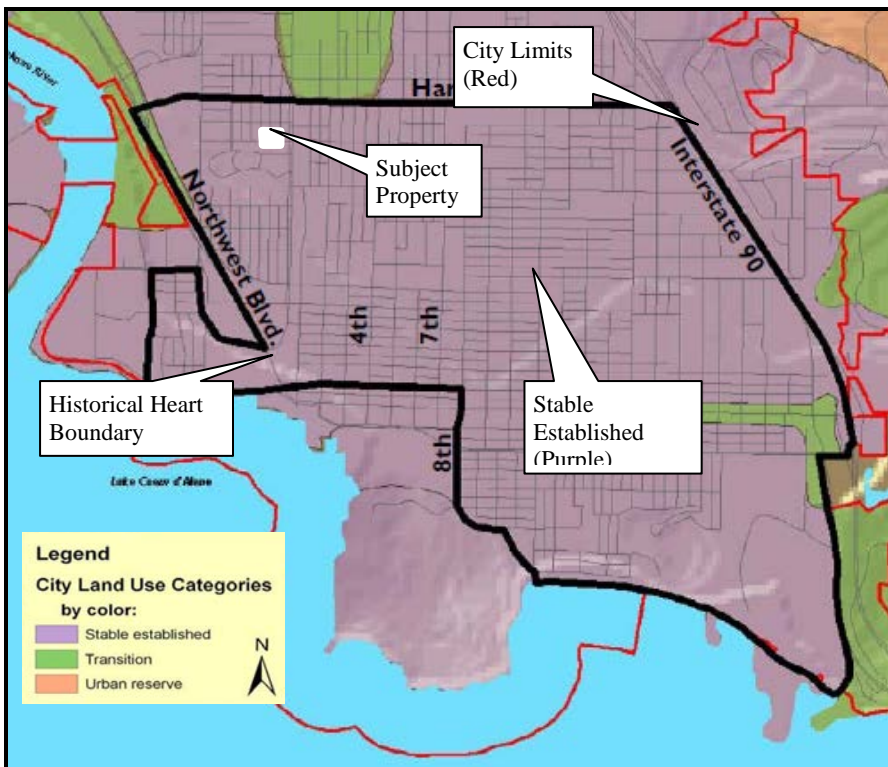 City Limits
(Red)
Har
Subject
Property
Northwest Blvd.
Interstate 90
4th
7th
8th
Historical Heart
Boundary
Stable
Established
(Purple)
Lake Coeur d'Alene
Legend
City Land Use Categories
by color:
Stable established
Transition
Urban reserve
N
River